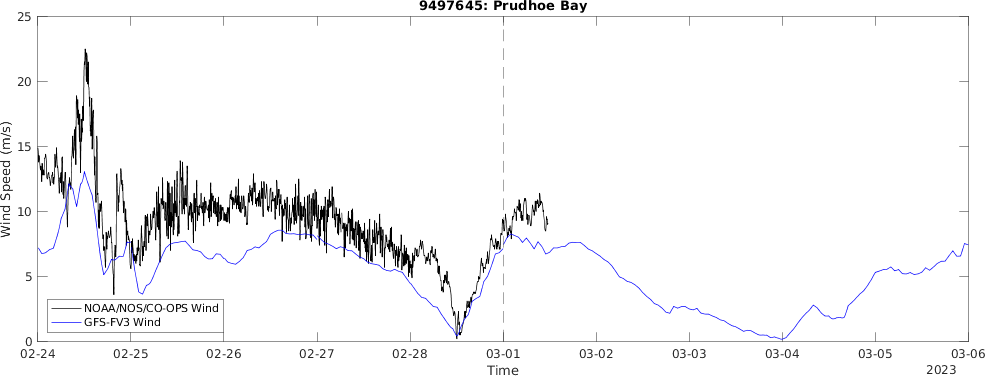 9497645: Prudhoe Bay
25
20
15
10
5
0
Wind Speed (m/s)
NOAA/NOS/CO-OPS Wind
GFS-FV3 Wind
02-24 02-25 02-26 02-27 02-28 03-01 03-02 03-03 03-04 03-05 03-06
Time
2023